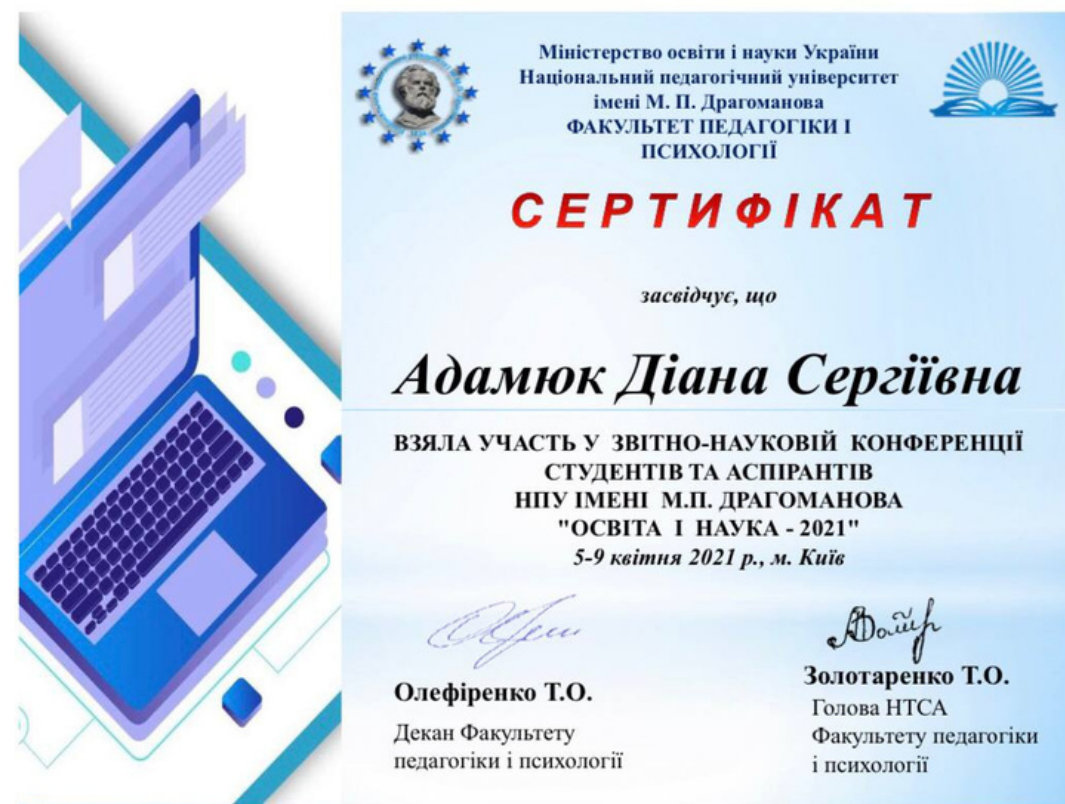 Міністерство освіти і науки України
Національний педагогічний університет
імені М. П. Драгоманова
ФАКУЛЬТЕТ ПЕДАГОГІКИ І
ПСИХОЛОГІЇ
СЕРТИФІКАТ
засвідчує, що
Адамюк Діана Сергіївна
ВЗЯЛА УЧАСТЬ У ЗВІТНО-НАУКОВІЙ КОНФЕРЕНЦІЇ
СТУДЕНТІВ ТА АСПІРАНТІВ
НПУ ІМЕНІ М.П. ДРАГОМАНОВА
"ОСВІТА І НАУКА - 2021"
5-9 квітня 2021 р., м. Київ
Олефіренко Т.О.
Декан Факультету
педагогіки і психології
Золотаренко Т.О.
Голова НТСА
Факультету педагогіки
і психології